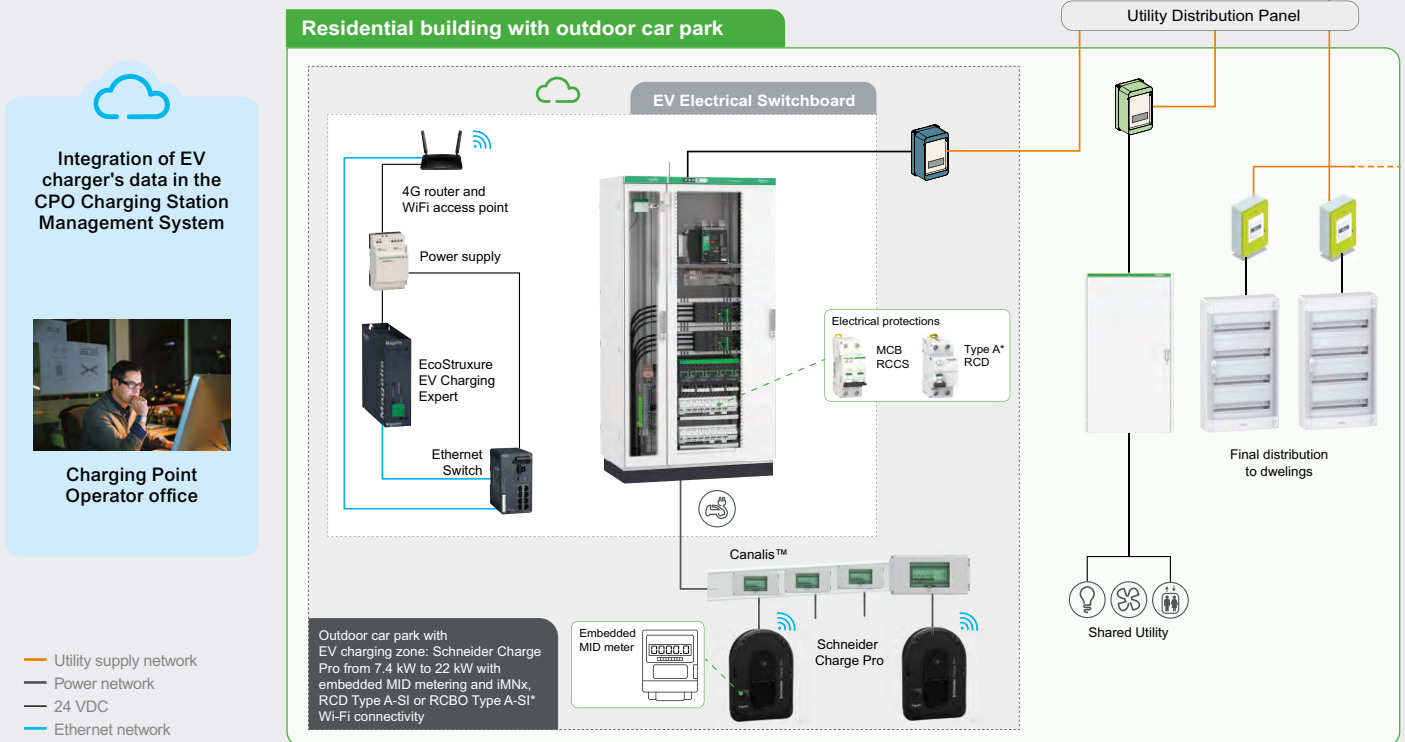 Residential building with outdoor car park
Utility Distribution Panel
Integration of EV
charger's data in the
CPO Charging Station
Management System
Charging Point
Operator office
EV Electrical Switchboard
4G router and
WiFi access point
Power supply
Magelis
EcoStruxure
EV Charging
Expert
Ethernet
Switch
Electrical protections
MCB
RCCS
Type A*
RCD
Final distribution
to dwelings
Shared Utility
Canalis™
Embedded
MID meter
0000.0
Schneider
Charge Pro
Outdoor car park with
EV charging zone: Schneider Charge
Pro from 7.4 kW to 22 kW with
embedded MID metering and iMNx,
RCD Type A-SI or RCBO Type A-SI*
Wi-Fi connectivity
Utility supply network
Power network
24 VDC
Ethernet network